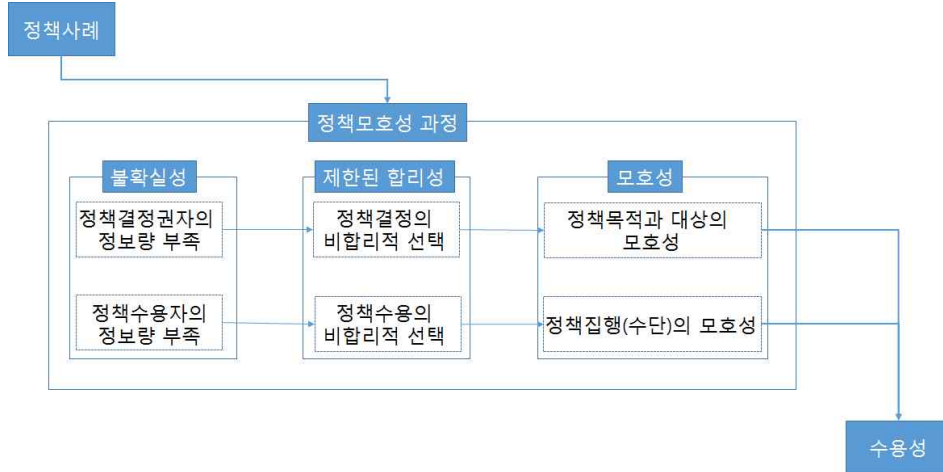 정책사례
정책모호성 과정
불확실성
제한된 합리성
모호성
정책결정권자의
정보량 부족
정책결정의
비합리적 선택
정책목적과 대상의
모호성
정책수용자의
정보량 부족
정책수용의
비합리적 선택
정책집행(수단)의 모호성
수용성